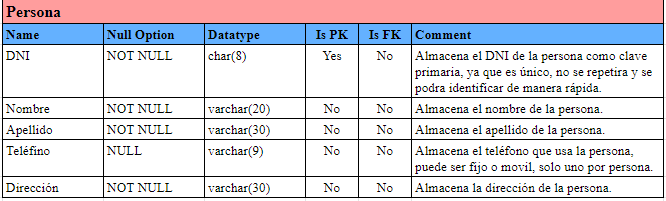 Persona
Name Null Option Datatype Is PK Is FK Comment
DNI NOT NULL char(8) Yes No Almacena el DNI de la persona como clave
primaria, ya que es único, no se repetira y se
podra identificar de manera rápida.
Nombre NOT NULL varchar(20) No No Almacena el nombre de la persona.
Apellido NOT NULL varchar(30) No No Almacena el apellido de la persona.
Teléfino NULL varchar(9) No No Almacena el teléfono que usa la persona,
puede ser fijo o movil, solo uno por persona.
Dirección NOT NULL varchar(30) No No Almacena la dirección de la persona.